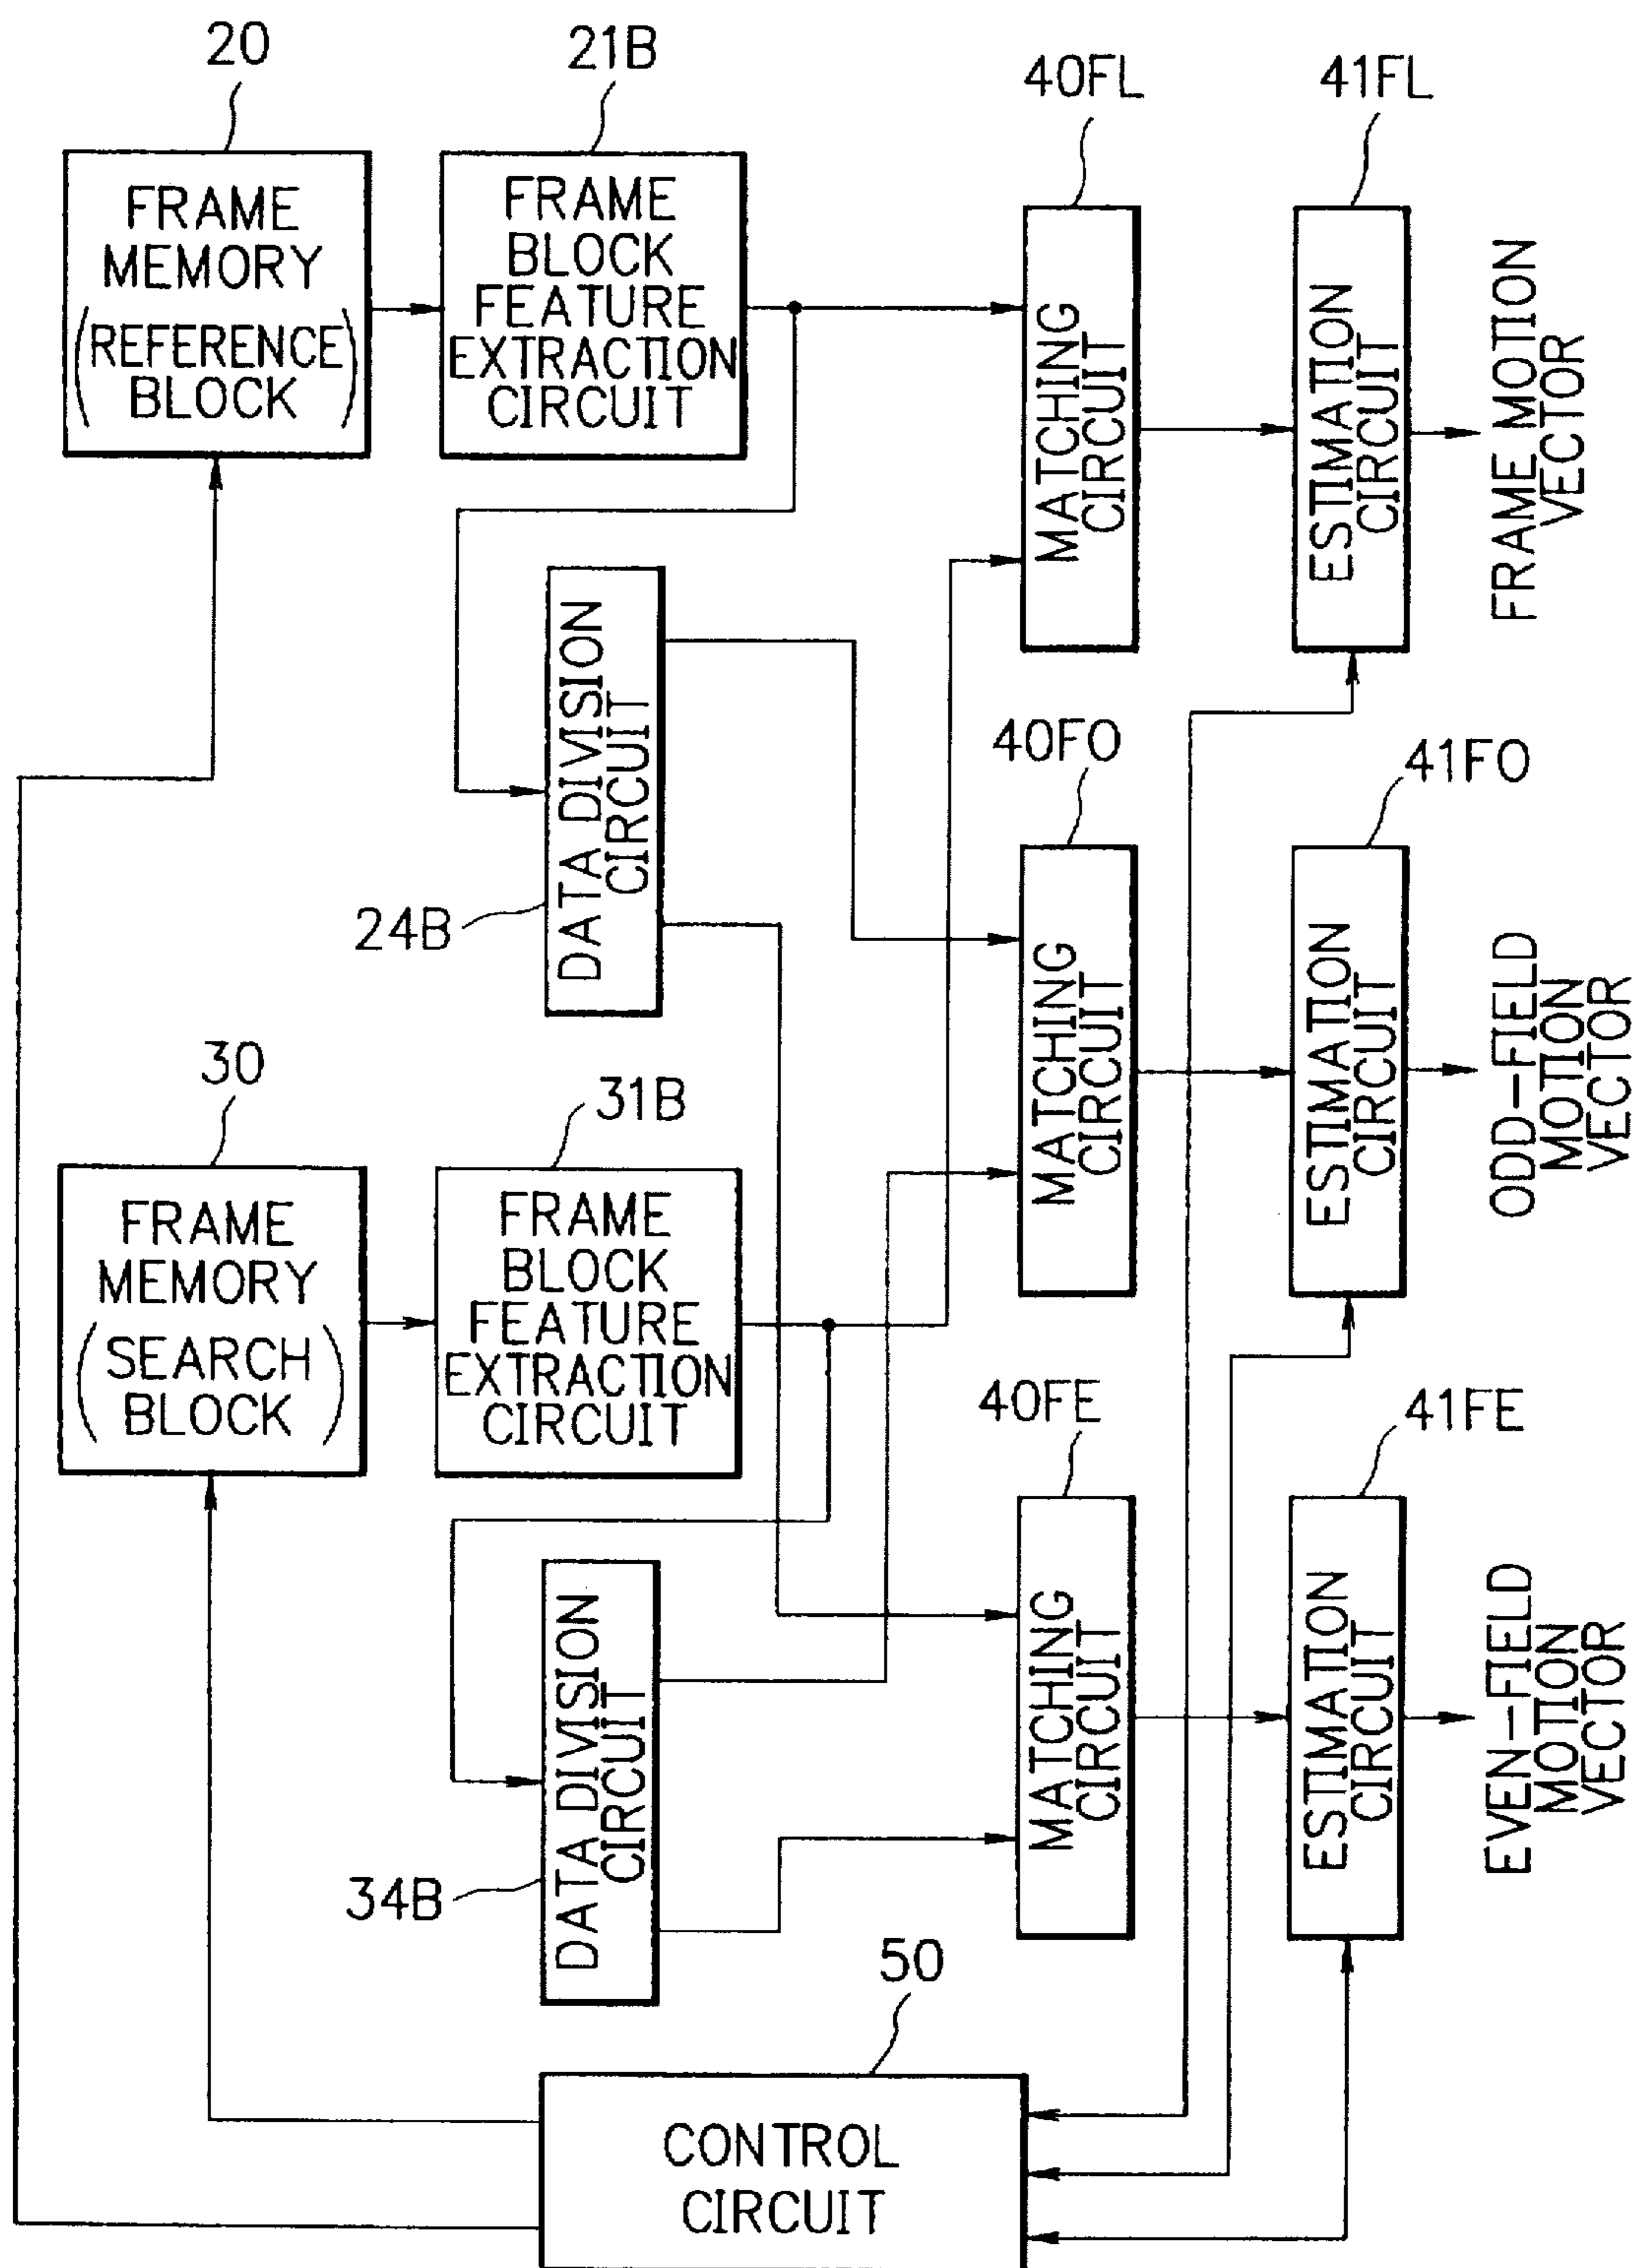 20
21B
40FL
41FL
FRAME
MEMORY
(REFERENCE
BLOCK)
FRAME
BLOCK
FEATURE
EXTRACTION
CIRCUIT
MATCHING
CIRCUIT
ESTIMATION
CIRCUIT
FRAME MOTION
VECTOR
DATA DIVISION
CIRCUIT
24B
40FO
41FO
MATCHING
CIRCUIT
ESTIMATION
CIRCUIT
ODD-FIELD
MOTION
VECTOR
30
31B
FRAME
MEMORY
(SEARCH
BLOCK)
FRAME
BLOCK
FEATURE
EXTRACTION
CIRCUIT
40FE
41FE
MATCHING
CIRCUIT
ESTIMATION
CIRCUIT
EVEN-FIELD
MOTION
VECTOR
DATA DIVISION
CIRCUIT
34B
50
CONTROL
CIRCUIT